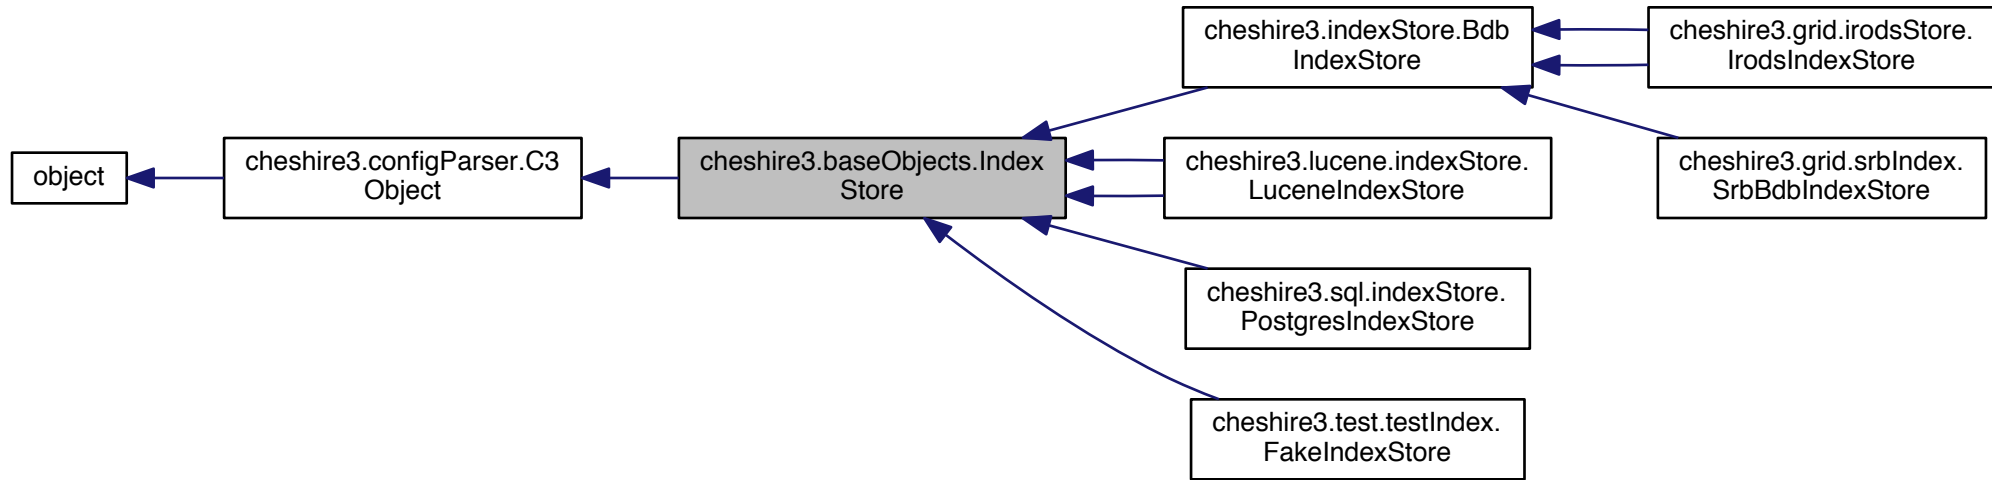 object
cheshire3.configParser.C3
Object
cheshire3.baseObjects.Index
Store
cheshire3.indexStore.Bdb
IndexStore
cheshire3.grid.irodsStore.
IrodsIndexStore
cheshire3.grid.srbIndex.
SrbBdbIndexStore
cheshire3.lucene.indexStore.
LuceneIndexStore
cheshire3.sql.indexStore.
PostgresIndexStore
cheshire3.test.testIndex.
FakeIndexStore